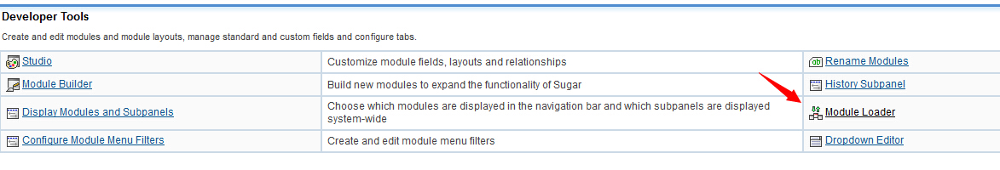 Developer Tools
Create and edit modules and module layouts, manage standard and custom fields and configure tabs.
Studio
Customize module fields, layouts and relationships
Rename Modules
Module Builder
Build new modules to expand the functionality of Sugar
History Subpanel
Display Modules and Subpanels
Choose which modules are displayed in the navigation bar and which subpanels are displayed
system-wide
Module Loader
Configure Module Menu Filters
Create and edit module menu filters
Dropdown Editor